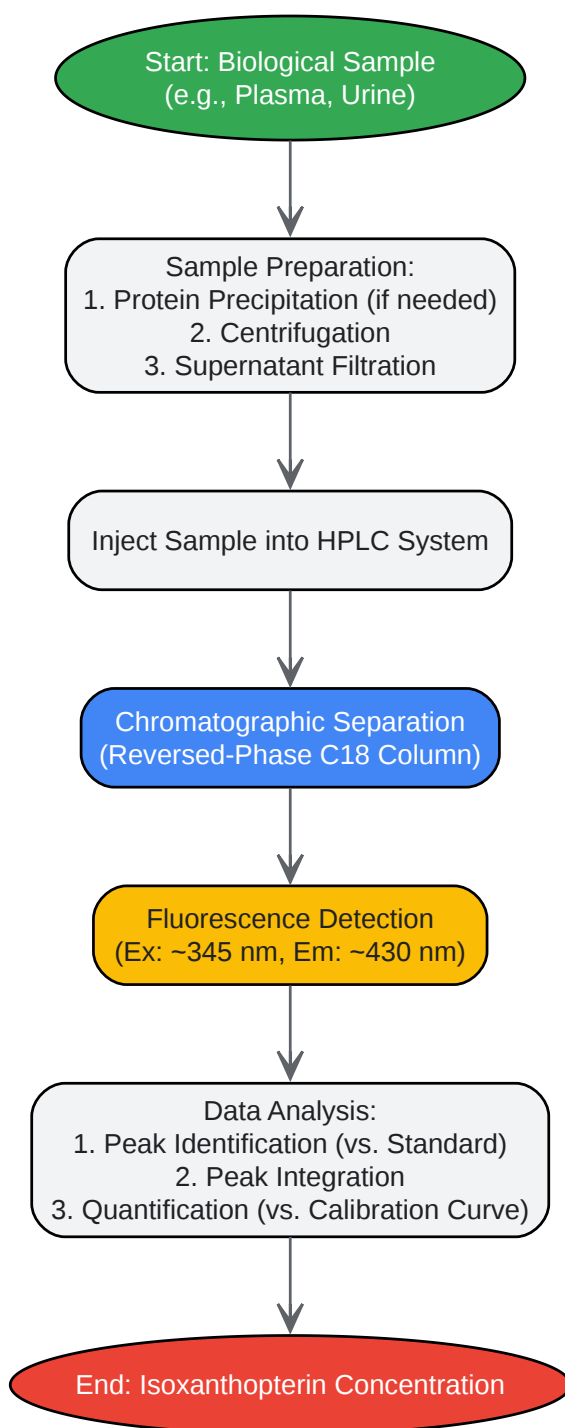 Start: Biological Sample
(e.g., Plasma, Urine)
Sample Preparation:
1. Protein Precipitation (if needed)
2. Centrifugation
3. Supernatant Filtration
Inject Sample into HPLC System
Chromatographic Separation
(Reversed-Phase C18 Column)
Fluorescence Detection
(Ex: ~345 nm, Em: ~430 nm)
Data Analysis:
1. Peak Identification (vs. Standard)
2. Peak Integration
3. Quantification (vs. Calibration Curve)
End: Isoxanthopterin Concentration